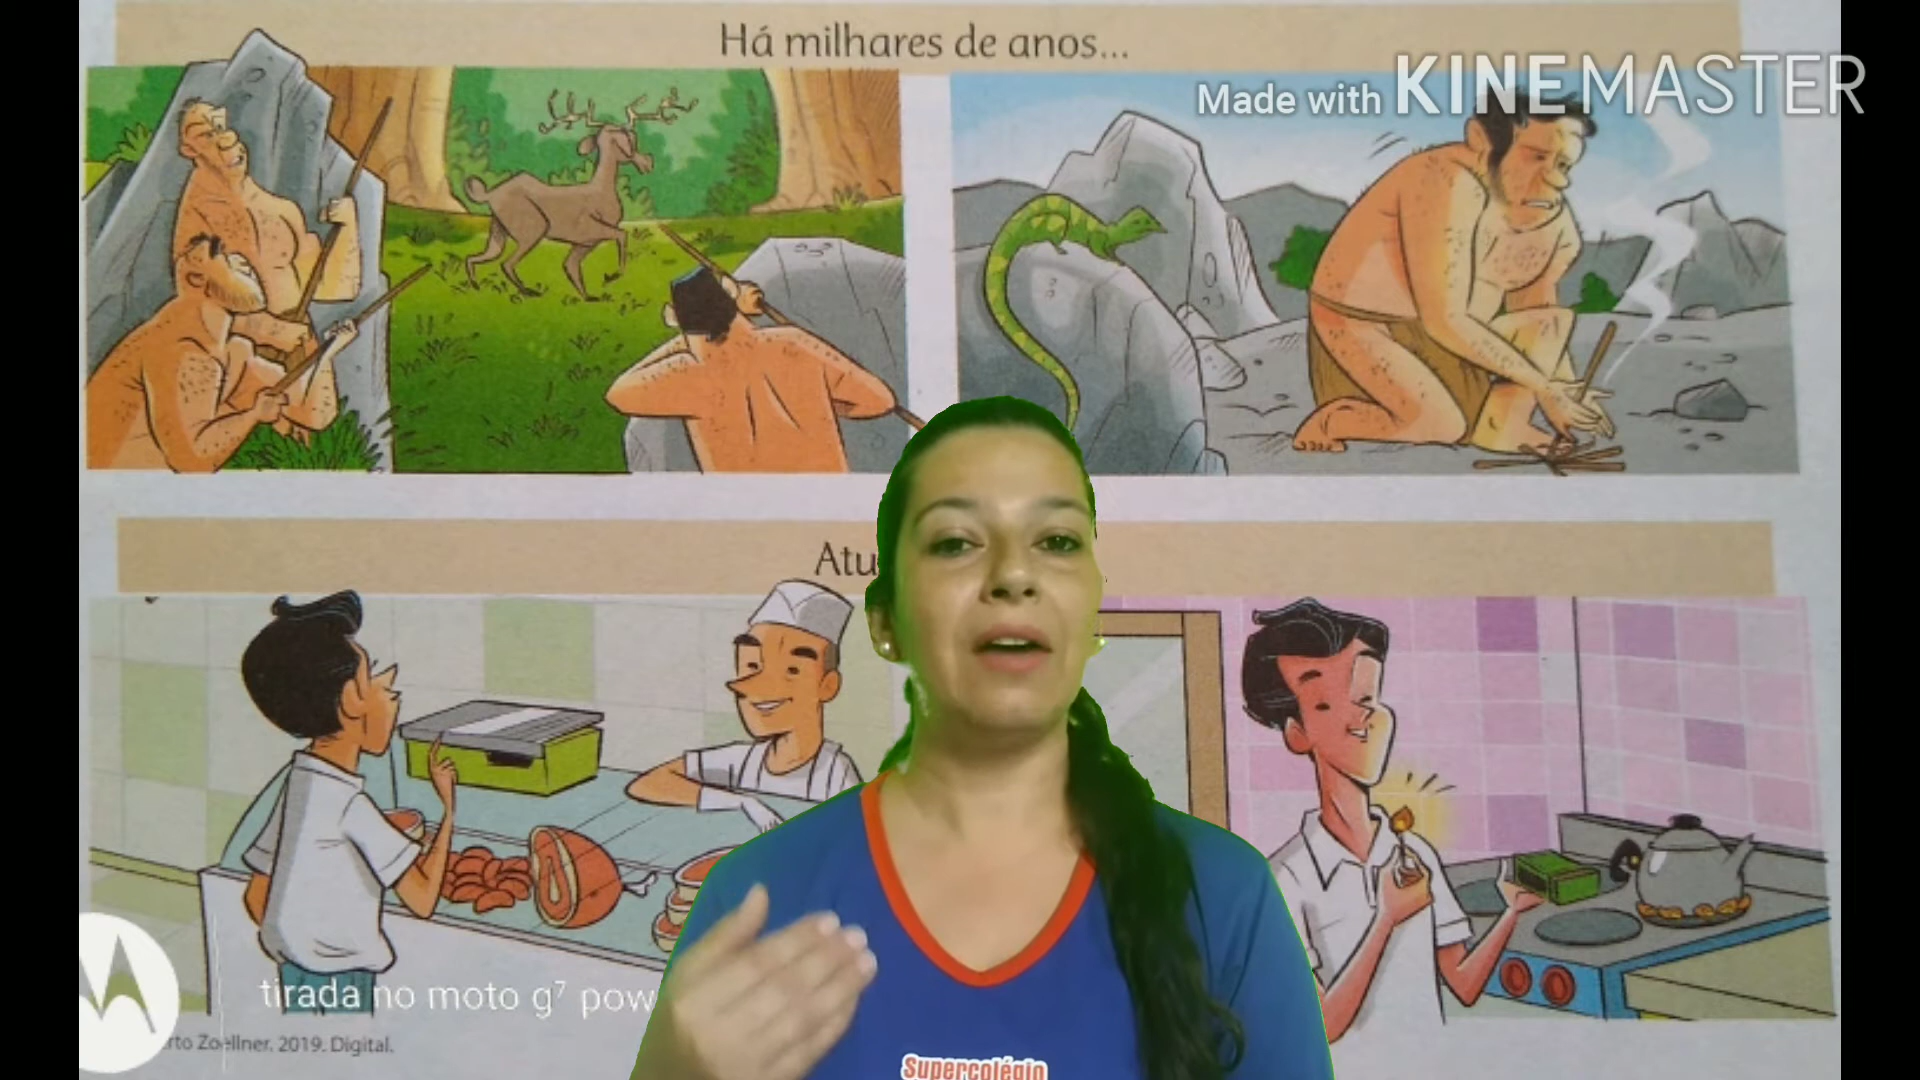 Há milhares de anos...
Made with KINEMASTER
Atu
tirada no moto g⁷ pow
rto Zoellner. 2019. Digital.
Supercolégio